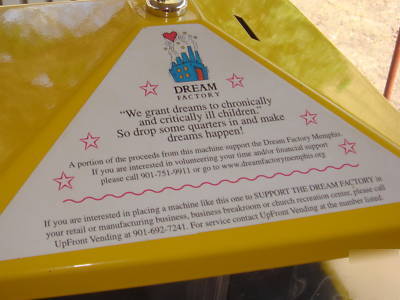 DREAM
FACTORY
"We grant dreams to chronically
and critically ill children."
So drop some quarters in and make
dreams happen!
A portion of the proceeds from this machine support the Dream Factory Memphis.
If you are interested in volunteering your time and/or financial support
please call 901-751-9911 or go to www.dreamfactorymemphis.org
If you are interested in placing a machine like this one to SUPPORT THE DREAM FACTORY in
your retail or manufacturing business, business breakroom or church recreation center, please call
UpFront Vending at 901-692-7241. For service contact UpFront Vending at the number listed.